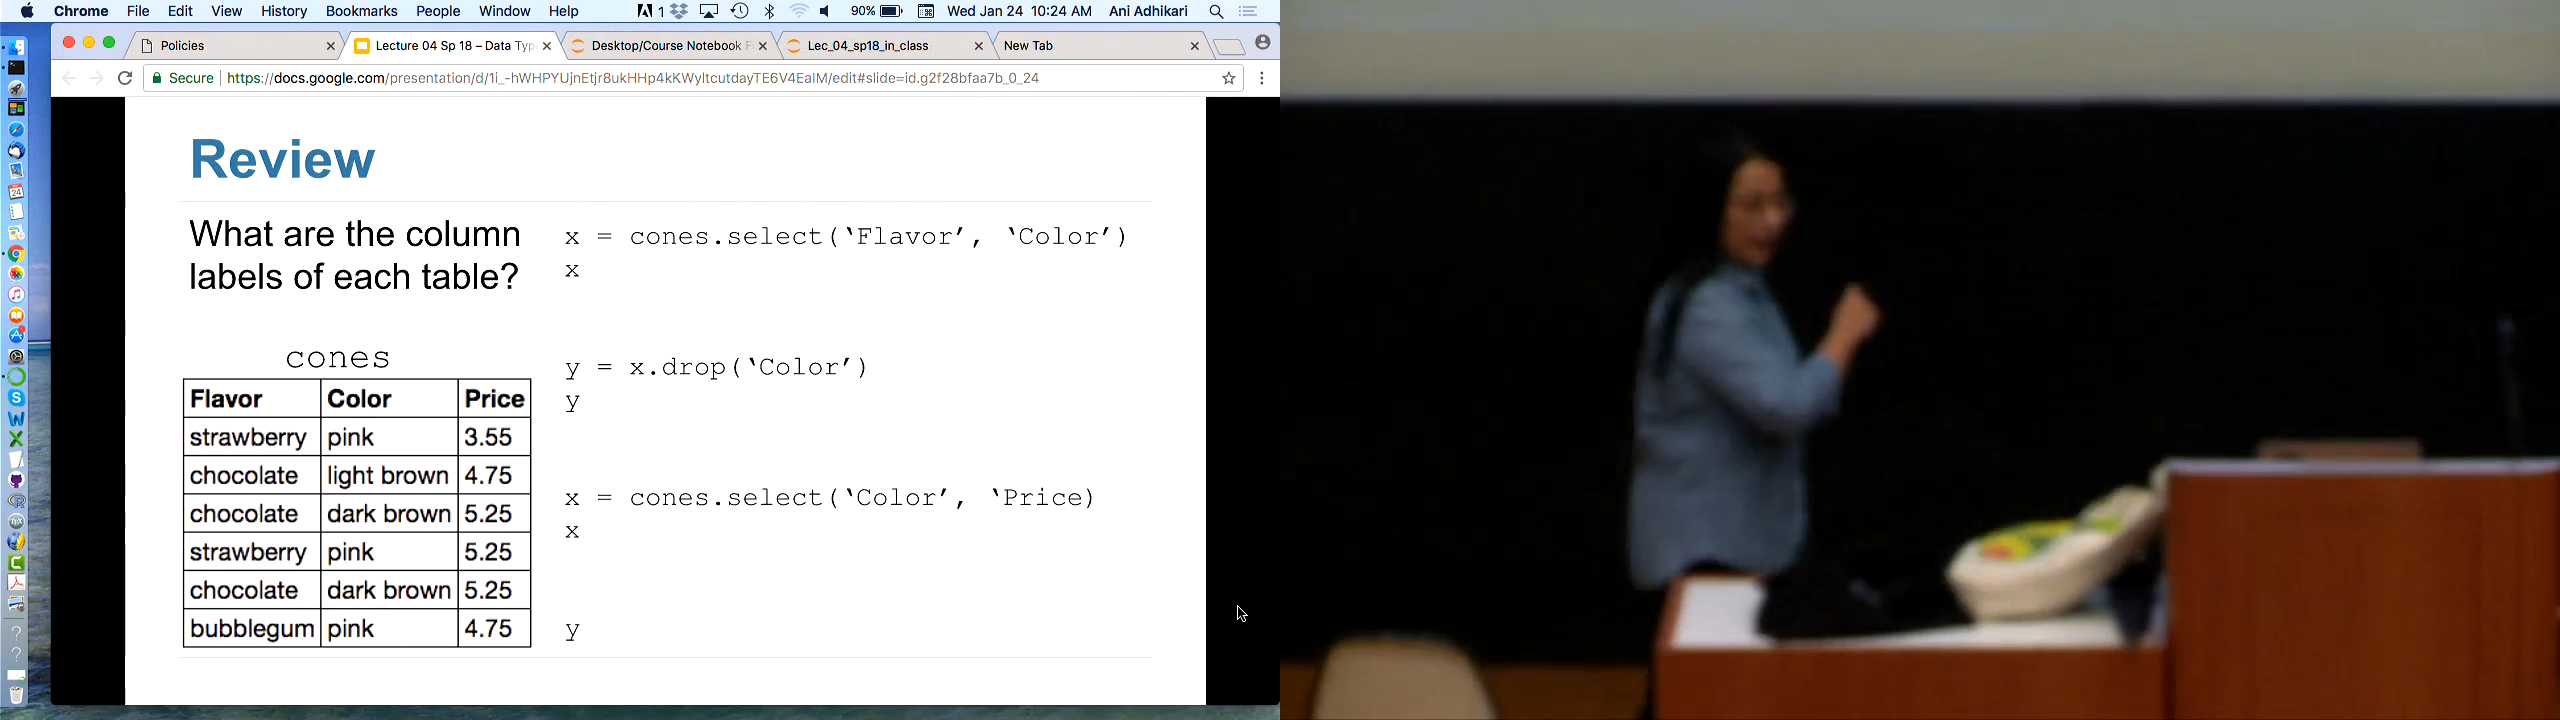 Chrome File Edit View History Bookmarks People Window Help 1 90% Wed Jan 24 10:24 AM Ani Adhikari
Policies
Lecture 04 Sp 18 – Data Typ
Desktop/Course Notebook F
Lec_04_sp18_in_class
New Tab
Secure https://docs.google.com/presentation/d/1i_-hWHPYUjnEtjr8ukHHp4kKWyltcutdayTE6V4EaIM/edit#slide=id.g2f28bfaa7b_0_24
Review
What are the column
labels of each table?
cones
Flavor Color Price
strawberry pink 3.55
chocolate light brown 4.75
chocolate dark brown 5.25
strawberry pink 5.25
chocolate dark brown 5.25
bubblegum pink 4.75
x = cones.select(‘Flavor’, ‘Color’)
x
y = x.drop(‘Color’)
y
x = cones.select(‘Color’, ‘Price)
x
y